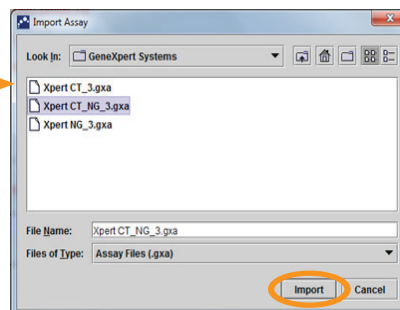 Import Assay
Look In: GeneXpert Systems
Xpert CT_3.gxa
Xpert CT_NG_3.gxa
Xpert NG_3.gxa
File Name: Xpert CT_NG_3.gxa
Files of Type: Assay Files (.gxa)
Import Cancel